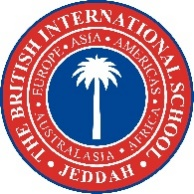 THE BRITISH INTERNATIONAL SCHOOL
• JEDDAH •
EUROPE • ASIA • AMERICAS
AUSTRALASIA • AFRICA